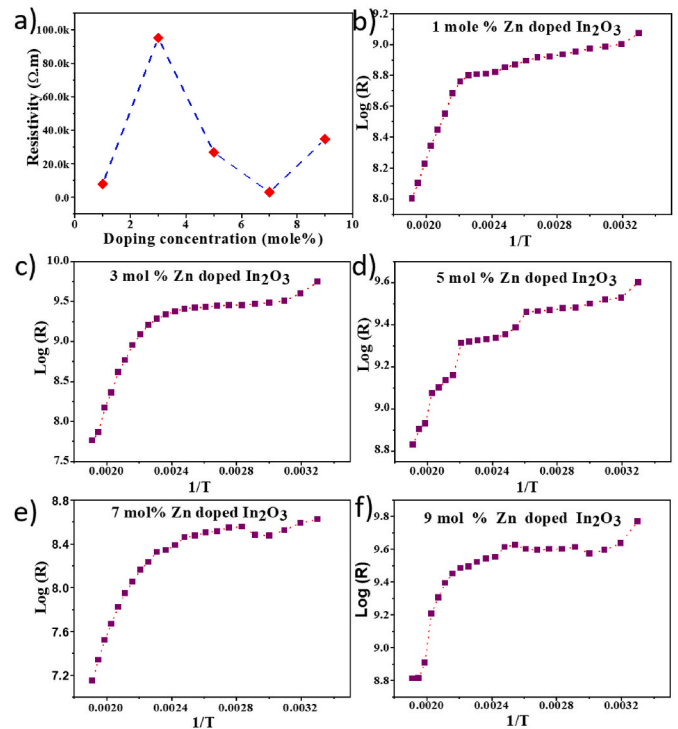 a)
100.0k
80.0k
60.0k
40.0k
20.0k
0.0
0 2 4 6 8 10
Resistivity (Ω.m)
Doping concentration (mole%)
b)
1 mole % Zn doped In2O3
9.2
9.0
8.8
8.6
8.4
8.2
8.0
0.0020 0.0024 0.0028 0.0032
Log (R)
1/T
c)
3 mol % Zn doped In2O3
10.0
9.5
9.0
8.5
8.0
7.5
0.0020 0.0024 0.0028 0.0032
Log (R)
1/T
d)
5 mol % Zn doped In2O3
9.6
9.4
9.2
9.0
8.8
0.0020 0.0024 0.0028 0.0032
Log (R)
1/T
e)
7 mol% Zn doped In2O3
8.8
8.4
8.0
7.6
7.2
0.0020 0.0024 0.0028 0.0032
Log (R)
1/T
f)
9 mol % Zn doped In2O3
9.8
9.6
9.4
9.2
9.0
8.8
0.0020 0.0024 0.0028 0.0032
Log (R)
1/T